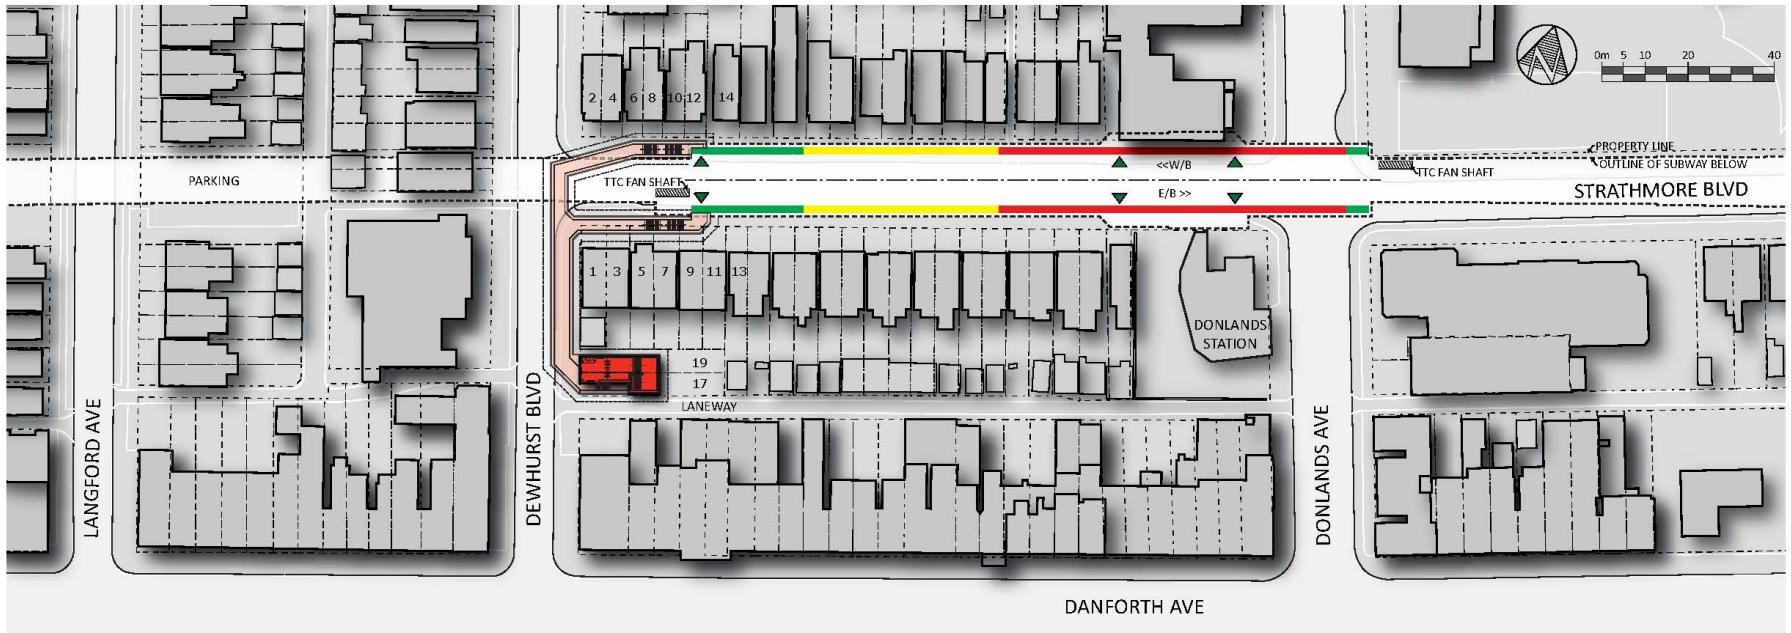 0m 5 10 20 40
2 4 6 8 10 12 14
PROPERTY LINE
OUTLINE OF SUBWAY BELOW
<<W/B
TTC FAN SHAFT
PARKING
TTC FAN SHAFT
E/B >>
STRATHMORE BLVD
1 3 5 7 9 11 13
DONLANDS
STATION
19
17
LANEWAY
LANGFORD AVE
DEWHURST BLVD
DONLANDS AVE
DANFORTH AVE